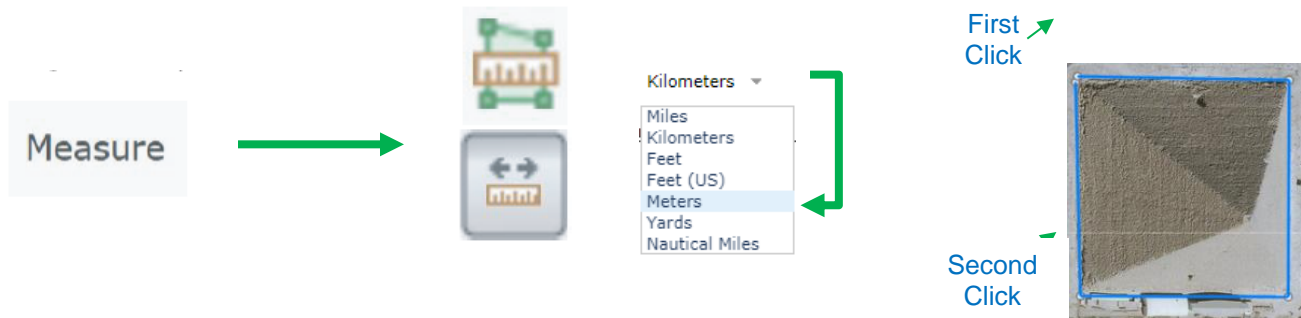 Measure
Kilometers
Miles
Kilometers
Feet
Feet (US)
Meters
Yards
Nautical Miles
First
Click
Second
Click